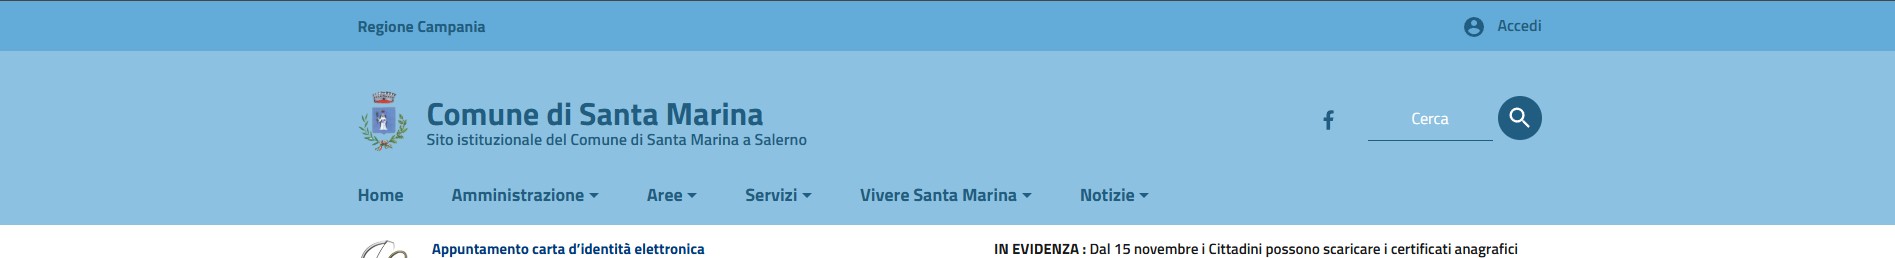 Regione Campania
Accedi
Comune di Santa Marina
Sito istituzionale del Comune di Santa Marina a Salerno
Cerca
Home Amministrazione Aree Servizi Vivere Santa Marina Notizie
Appuntamento carta d’identità elettronica
IN EVIDENZA : Dal 15 novembre i Cittadini possono scaricare i certificati anagrafici